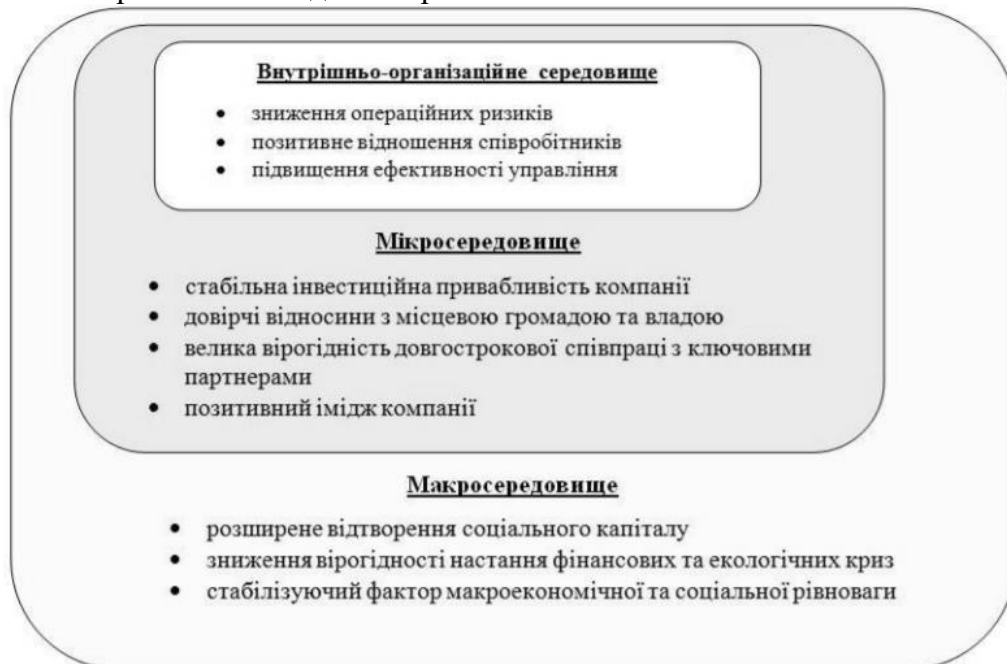 Внутрішньо-організаційне середовище
• зниження операційних ризиків
• позитивне відношення співробітників
• підвищення ефективності управління
Мікросередовище
• стабільна інвестиційна привабливість компанії
• довірчі відносини з місцевою громадою та владою
• велика вірогідність довгострокової співпраці з ключовими
партнерами
• позитивний імідж компанії
Макросередовище
• розширене відтворення соціального капіталу
• зниження вірогідності настання фінансових та екологічних криз
• стабілізуючий фактор макроекономічної та соціальної рівноваги